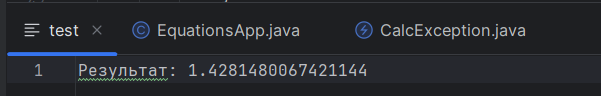 test EquationsApp.java CalcException.java
1 Результат: 1.4281480067421144